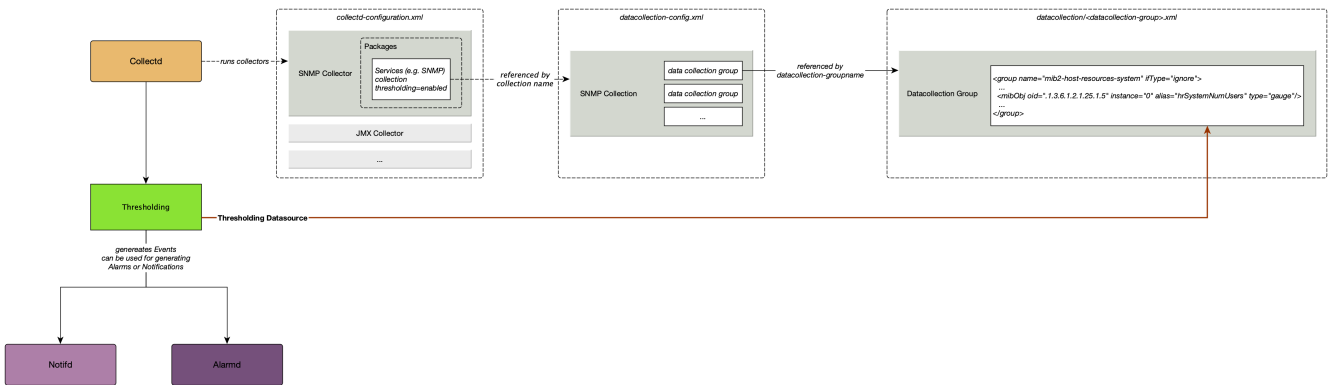 collectd-configuration.xml
datacollection-config.xml
datacollection/<datacollection-group>.xml
Collectd
runs collectors
SNMP Collector
Packages
Services (e.g. SNMP)
collection
thresholding=enabled
JMX Collector
...
referenced by
collection name
SNMP Collection
data collection group
data collection group
...
referenced by
datacollection-groupname
Datacollection Group
<group name="mib2-host-resources-system" ifType="ignore">
...
<mibObj oid=".1.3.6.1.2.1.25.1.5" instance="0" alias="hrSystemNumUsers" type="gauge"/>
...
</group>
Thresholding
Thresholding Datasource
genereates Events
can be used for generating
Alarms or Notifications
Notifd
Alarmd